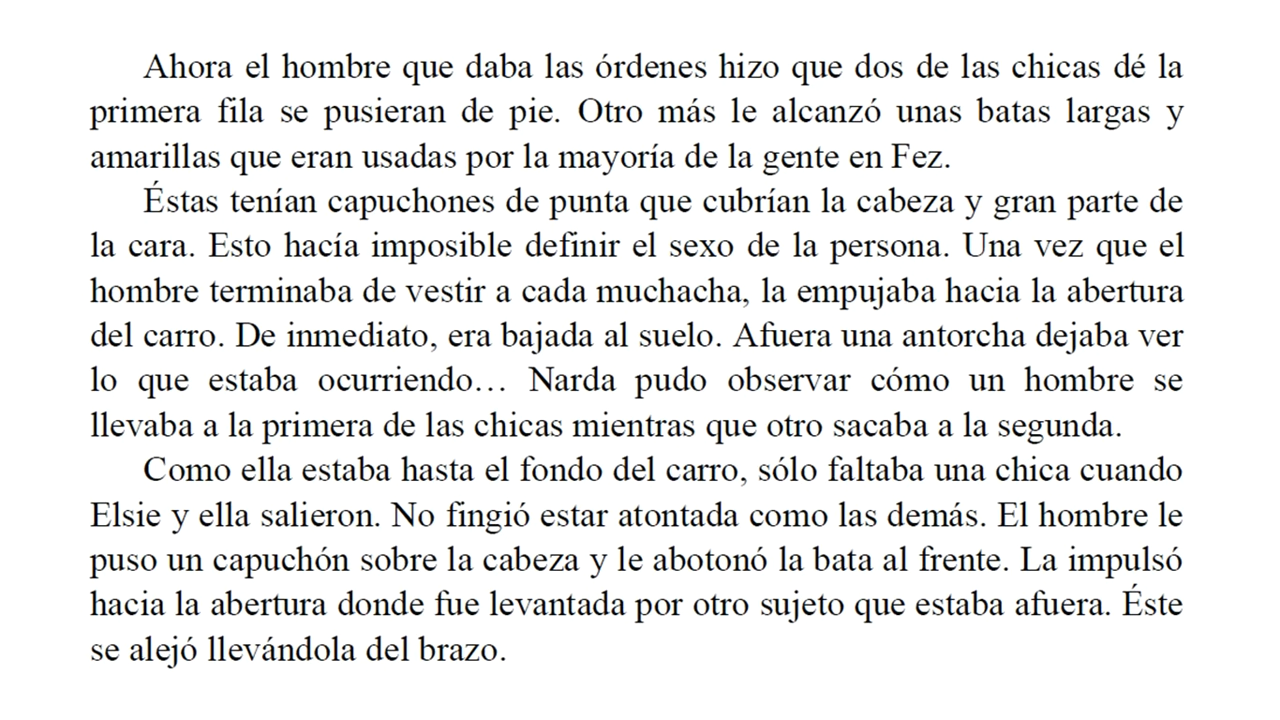 Ahora el hombre que daba las órdenes hizo que dos de las chicas dé la
primera fila se pusieran de pie. Otro más le alcanzó unas batas largas y
amarillas que eran usadas por la mayoría de la gente en Fez.
Éstas tenían capuchones de punta que cubrían la cabeza y gran parte de
la cara. Esto hacía imposible definir el sexo de la persona. Una vez que el
hombre terminaba de vestir a cada muchacha, la empujaba hacia la abertura
del carro. De inmediato, era bajada al suelo. Afuera una antorcha dejaba ver
lo que estaba ocurriendo… Narda pudo observar cómo un hombre se
llevaba a la primera de las chicas mientras que otro sacaba a la segunda.
Como ella estaba hasta el fondo del carro, sólo faltaba una chica cuando
Elsie y ella salieron. No fingió estar atontada como las demás. El hombre le
puso un capuchón sobre la cabeza y le abotonó la bata al frente. La impulsó
hacia la abertura donde fue levantada por otro sujeto que estaba afuera. Éste
se alejó llevándola del brazo.